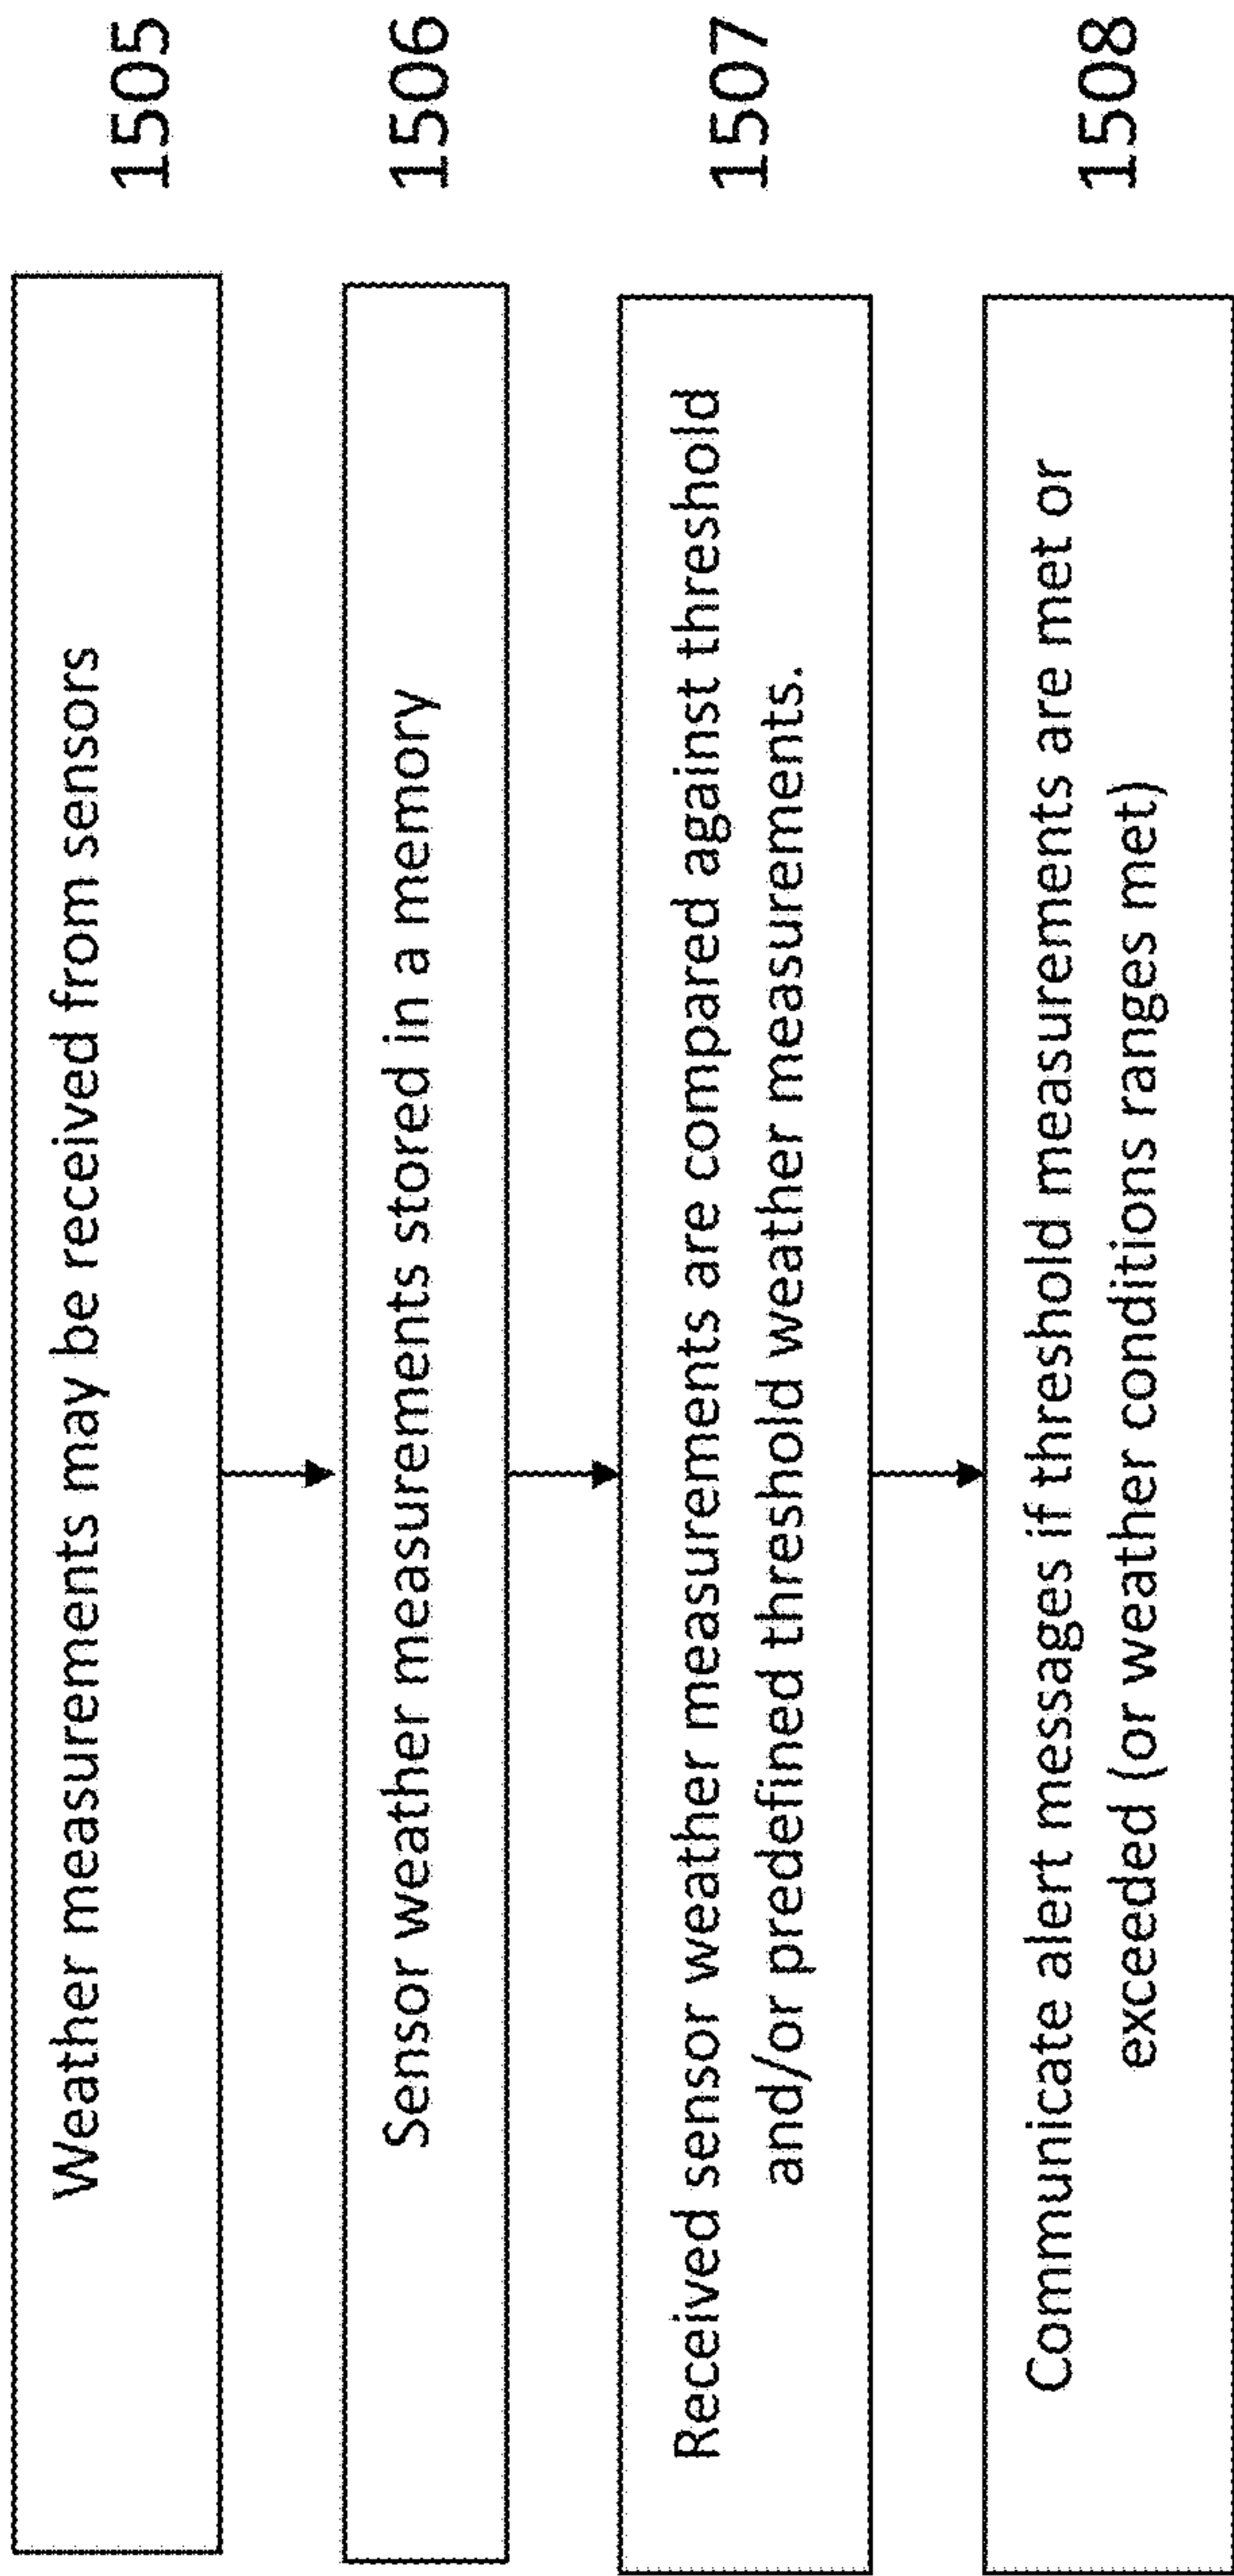 Weather measurements may be received from sensors
1505
Sensor weather measurements stored in a memory
1506
Received sensor weather measurements are compared against threshold
and/or predefined threshold weather measurements.
1507
Communicate alert messages if threshold measurements are met or
exceeded (or weather conditions ranges met)
1508